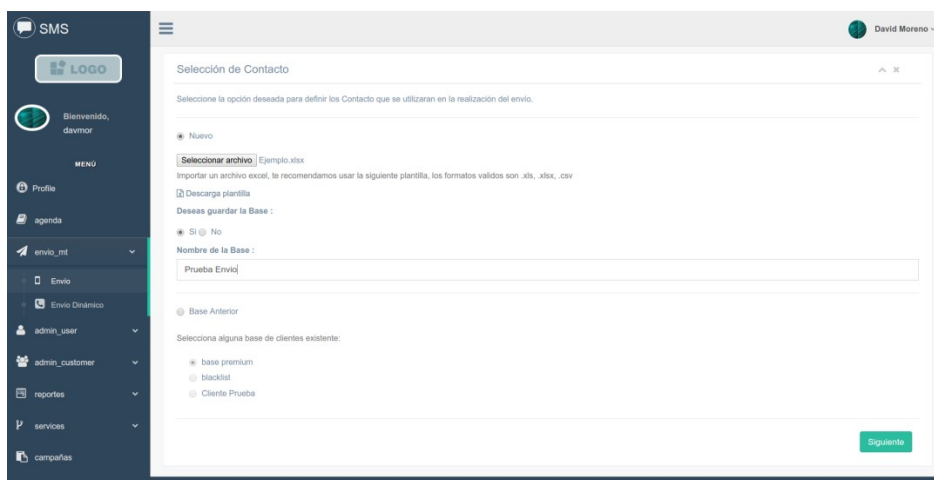 SMS
David Moreno
LOGO
Bienvenido,
davmor
MENÚ
Profile
agenda
envio_mt
Envio
Envio Dinámico
admin_user
admin_customer
reportes
services
campañas
Selección de Contacto
Seleccione la opción deseada para definir los Contacto que se utilizaran en la realización del envío.
Nuevo
Seleccionar archivo Ejemplo.xlsx
Importar un archivo excel, te recomendamos usar la siguiente plantilla, los formatos validos son .xls, .xlsx, .csv
Descarga plantilla
Deseas guardar la Base :
Si No
Nombre de la Base :
Prueba Envio
Base Anterior
Selecciona alguna base de clientes existente:
base premium
blacklist
Cliente Prueba
Siguiente